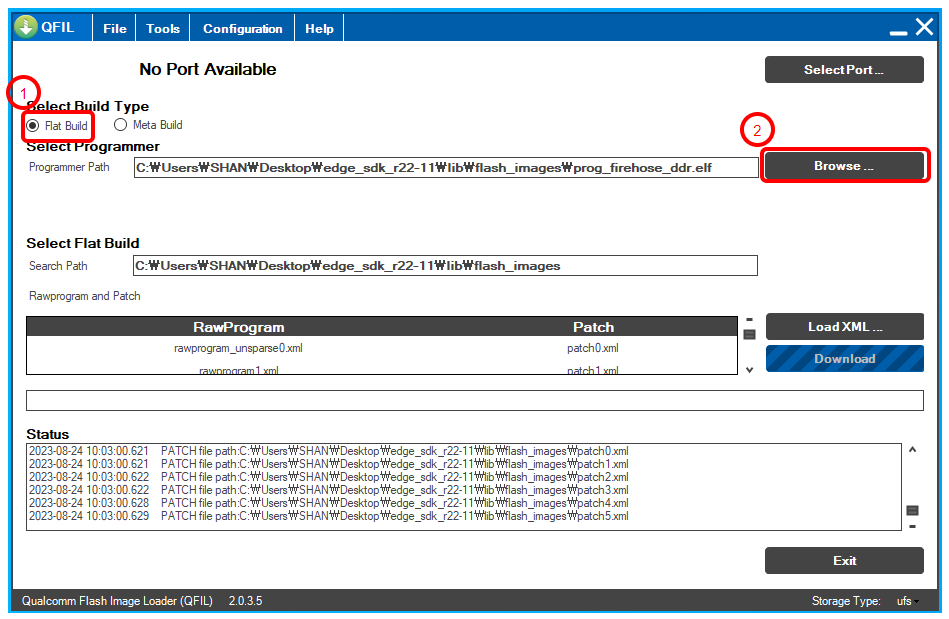 QFIL File Tools Configuration Help
No Port Available
Select Port ...
1
Select Build Type
Flat Build Meta Build
2
Select Programmer
Programmer Path C:₩Users₩SHAN₩Desktop₩edge_sdk_r22-11₩lib₩flash_images₩prog_firehose_ddr.elf
Browse ...
Select Flat Build
Search Path C:₩Users₩SHAN₩Desktop₩edge_sdk_r22-11₩lib₩flash_images
Rawprogram and Patch
RawProgram Patch
rawprogram_unsparse0.xml patch0.xml
rawprogram1.xml patch1.xml
Load XML ...
Download
Status
2023-08-24 10:03:00.621 PATCH file path:C:₩Users₩SHAN₩Desktop₩edge_sdk_r22-11₩lib₩flash_images₩patch0.xml
2023-08-24 10:03:00.621 PATCH file path:C:₩Users₩SHAN₩Desktop₩edge_sdk_r22-11₩lib₩flash_images₩patch1.xml
2023-08-24 10:03:00.622 PATCH file path:C:₩Users₩SHAN₩Desktop₩edge_sdk_r22-11₩lib₩flash_images₩patch2.xml
2023-08-24 10:03:00.622 PATCH file path:C:₩Users₩SHAN₩Desktop₩edge_sdk_r22-11₩lib₩flash_images₩patch3.xml
2023-08-24 10:03:00.628 PATCH file path:C:₩Users₩SHAN₩Desktop₩edge_sdk_r22-11₩lib₩flash_images₩patch4.xml
2023-08-24 10:03:00.629 PATCH file path:C:₩Users₩SHAN₩Desktop₩edge_sdk_r22-11₩lib₩flash_images₩patch5.xml
Exit
Qualcomm Flash Image Loader (QFIL) 2.0.3.5 Storage Type: ufs